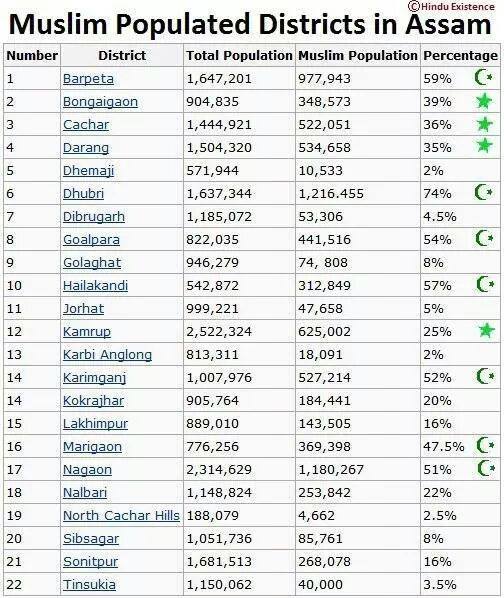 ©Hindu Existence
Muslim Populated Districts in Assam
Number District Total Population Muslim Population Percentage
1 Barpeta 1,647,201 977,943 59%
2 Bongaigaon 904,835 348,573 39%
3 Cachar 1,444,921 522,051 36%
4 Darang 1,504,320 534,658 35%
5 Dhemaji 571,944 10,533 2%
6 Dhubri 1,637,344 1,216.455 74%
7 Dibrugarh 1,185,072 53,306 4.5%
8 Goalpara 822,035 441,516 54%
9 Golaghat 946,279 74, 808 8%
10 Hailakandi 542,872 312,849 57%
11 Jorhat 999,221 47,658 5%
12 Kamrup 2,522,324 625,002 25%
13 Karbi Anglong 813,311 18,091 2%
14 Karimganj 1,007,976 527,214 52%
14 Kokrajhar 905,764 184,441 20%
15 Lakhimpur 889,010 143,505 16%
16 Marigaon 776,256 369,398 47.5%
17 Nagaon 2,314,629 1,180,267 51%
18 Nalbari 1,148,824 253,842 22%
19 North Cachar Hills 188,079 4,662 2.5%
20 Sibsagar 1,051,736 85,761 8%
21 Sonitpur 1,681,513 268,078 16%
22 Tinsukia 1,150,062 40,000 3.5%